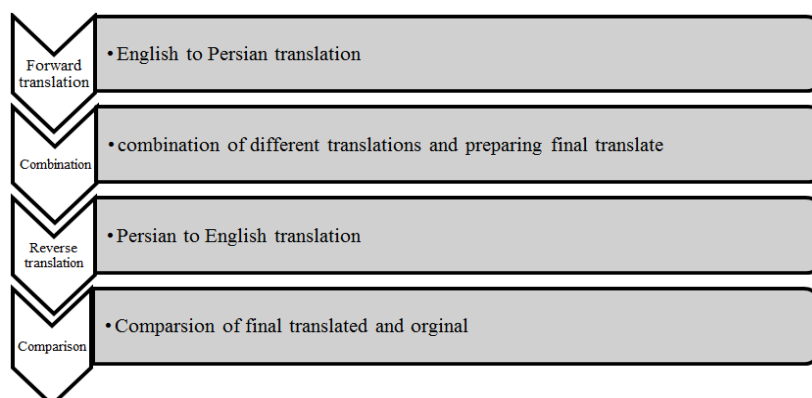 Forward
translation
• English to Persian translation
Combination
• combination of different translations and preparing final translate
Reverse
translation
• Persian to English translation
Comparison
• Comparsion of final translated and orginal